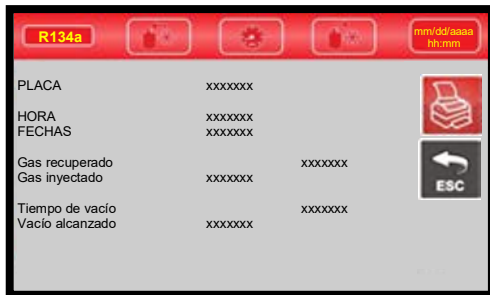 R134a
mm/dd/aaaa
hh:mm
PLACA xxxxxxx
HORA xxxxxxx
FECHAS xxxxxxx
Gas recuperado xxxxxxx
Gas inyectado xxxxxxx
Tiempo de vacío xxxxxxx
Vacío alcanzado xxxxxxx
ESC